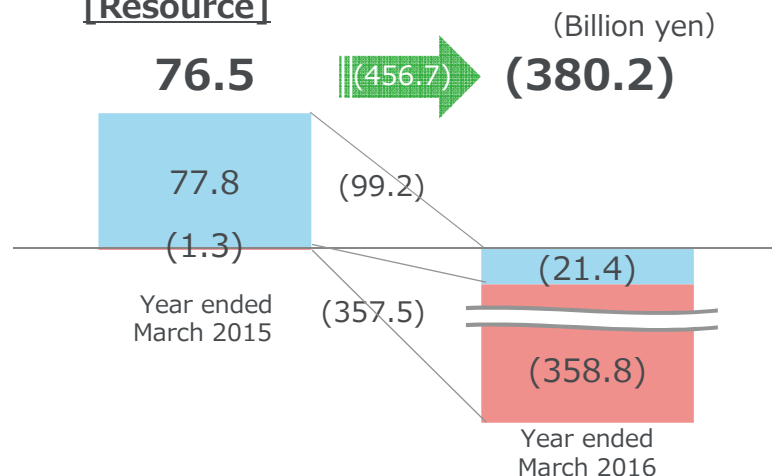 [Resource]
(Billion yen)
76.5
(456.7)
(380.2)
77.8
(99.2)
(1.3)
(21.4)
Year ended
March 2015
(357.5)
(358.8)
Year ended
March 2016